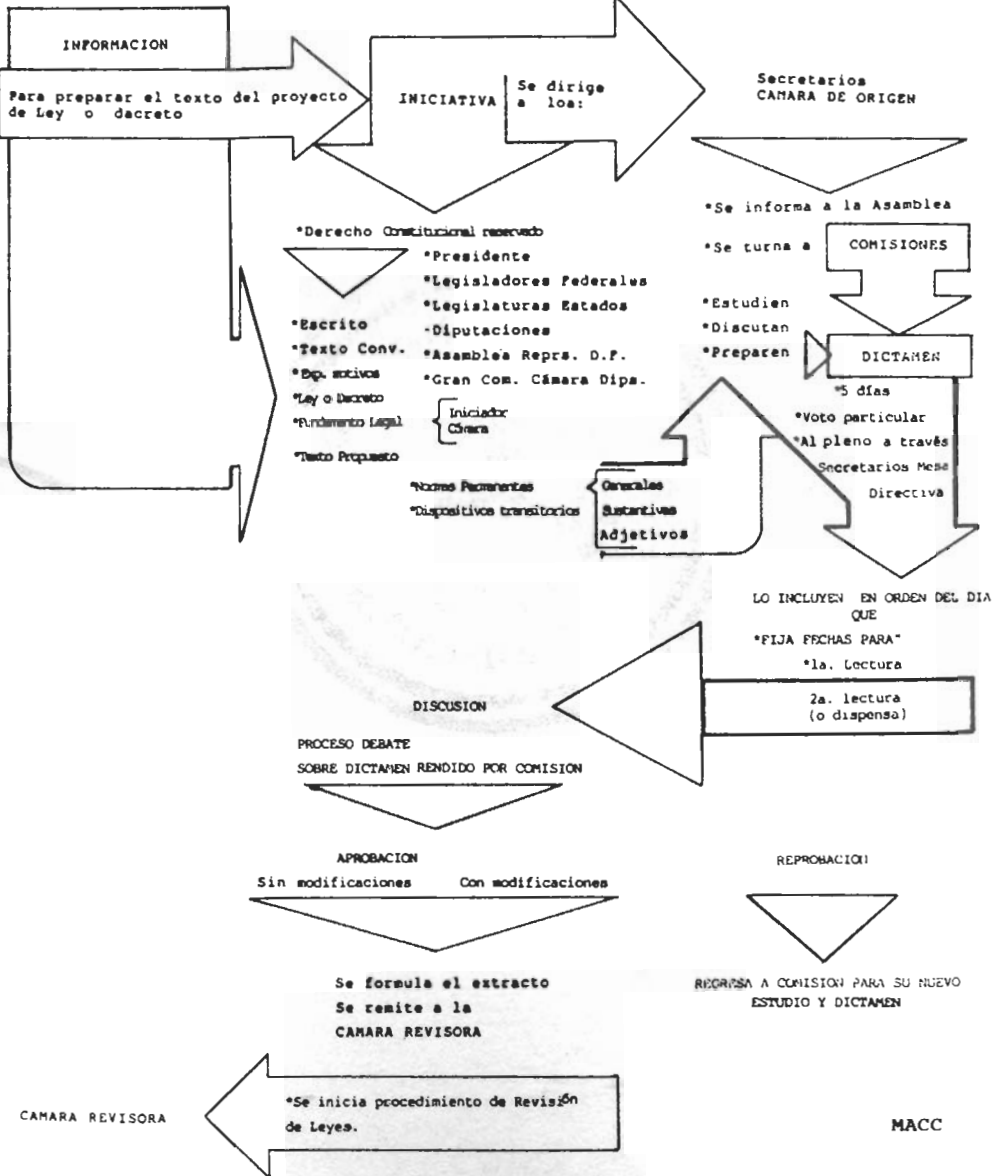 INFORMACION
Para preparar el texto del proyecto
de Ley o dacreto
INICIATIVA
Se dirige
a loa:
Secretarios
CAMARA DE ORIGEN
*Se informa a la Asamblea
*Se turna a
COMISIONES
*Estudien
*Discutan
*Preparen
DICTAMEN
*5 días
*Voto particular
*Al pleno a través
Secretarios Mesa
Directiva
*Derecho Constitucional reservado
*Presidente
*Legisladores Federales
*Legislaturas Estados
-Diputaciones
*Asamblea Reprs. D.F.
*Gran Com. Cámara Dips.
*Escrito
*Texto Conv.
*Exp. motivos
*Ley o Decreto
*Fundamento Legal
Iniciador
Cámara
*Texto Propuesto
*Normas Permanentes
*Dispositivos transitorios
Generales
Sustantivas
Adjetivos
LO INCLUYEN EN ORDEN DEL DIA
QUE
*FIJA FECHAS PARA"
*1a. Lectura
2a. lectura
(o dispensa)
DISCUSION
PROCESO DEBATE
SOBRE DICTAMEN RENDIDO POR COMISION
APROBACION
Sin modificaciones Con modificaciones
REPROBACION
Se formula el extracto
Se remite a la
CAMARA REVISORA
REGRESA A COMISION PARA SU NUEVO
ESTUDIO Y DICTAMEN
*Se inicia procedimiento de Revisión
de Leyes.
CAMARA REVISORA
MACC